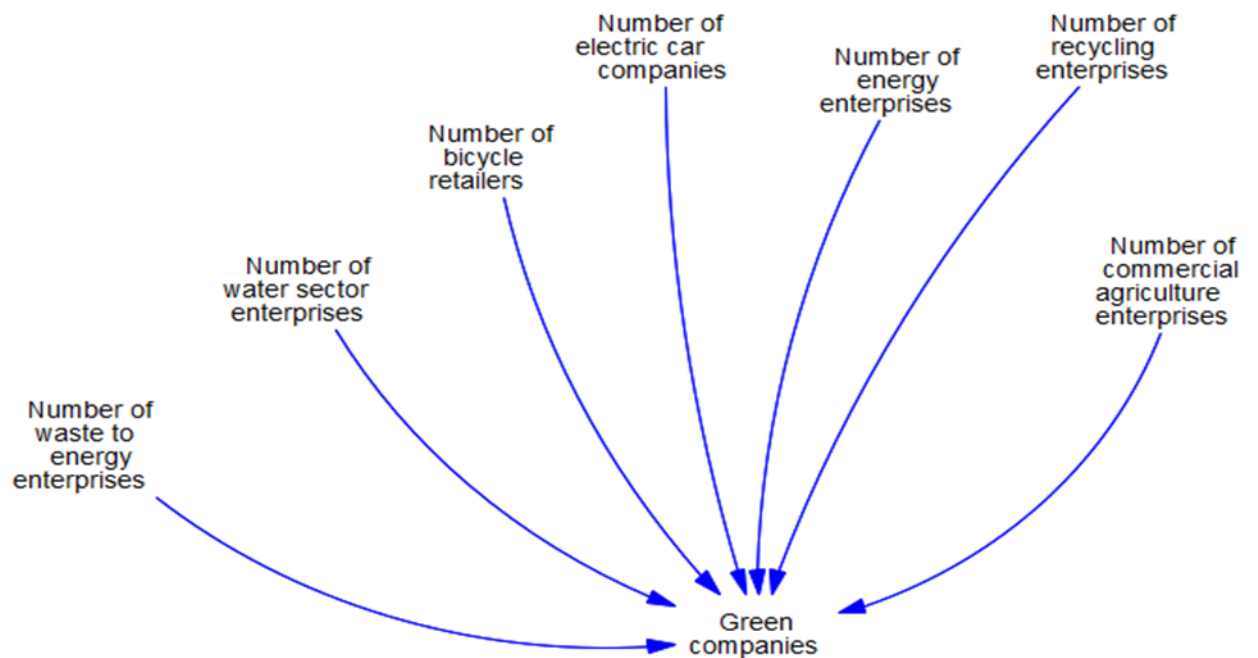 Number of
electric car
companies
Number of
recycling
enterprises
Number of
energy
enterprises
Number of
bicycle
retailers
Number of
commercial
agriculture
enterprises
Number of
water sector
enterprises
Number of
waste to
energy
enterprises
Green
companies